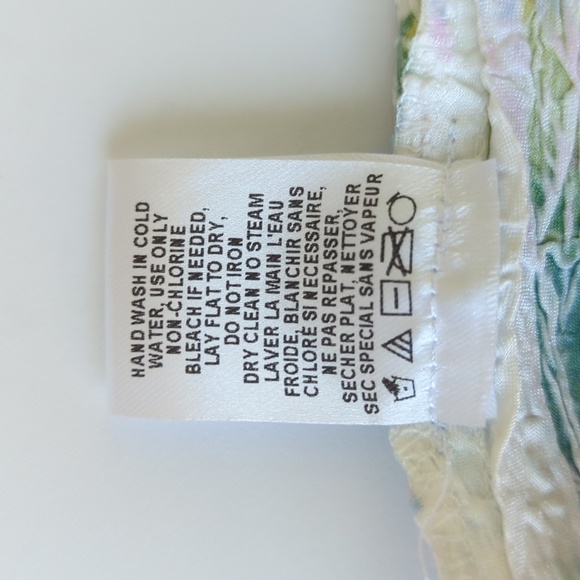 HAND WASH IN COLD
WATER, USE ONLY
NON-CHLORINE
BLEACH IF NEEDED,
LAY FLAT TO DRY,
DO NOT IRON
DRY CLEAN NO STEAM
LAVER LA MAIN L'EAU
FROIDE, BLANCHIR SANS
CHLORE SI NECESSAIRE,
NE PAS REPASSER,
SECHER PLAT, NETTOYER
SEC SPECIAL SANS VAPEUR